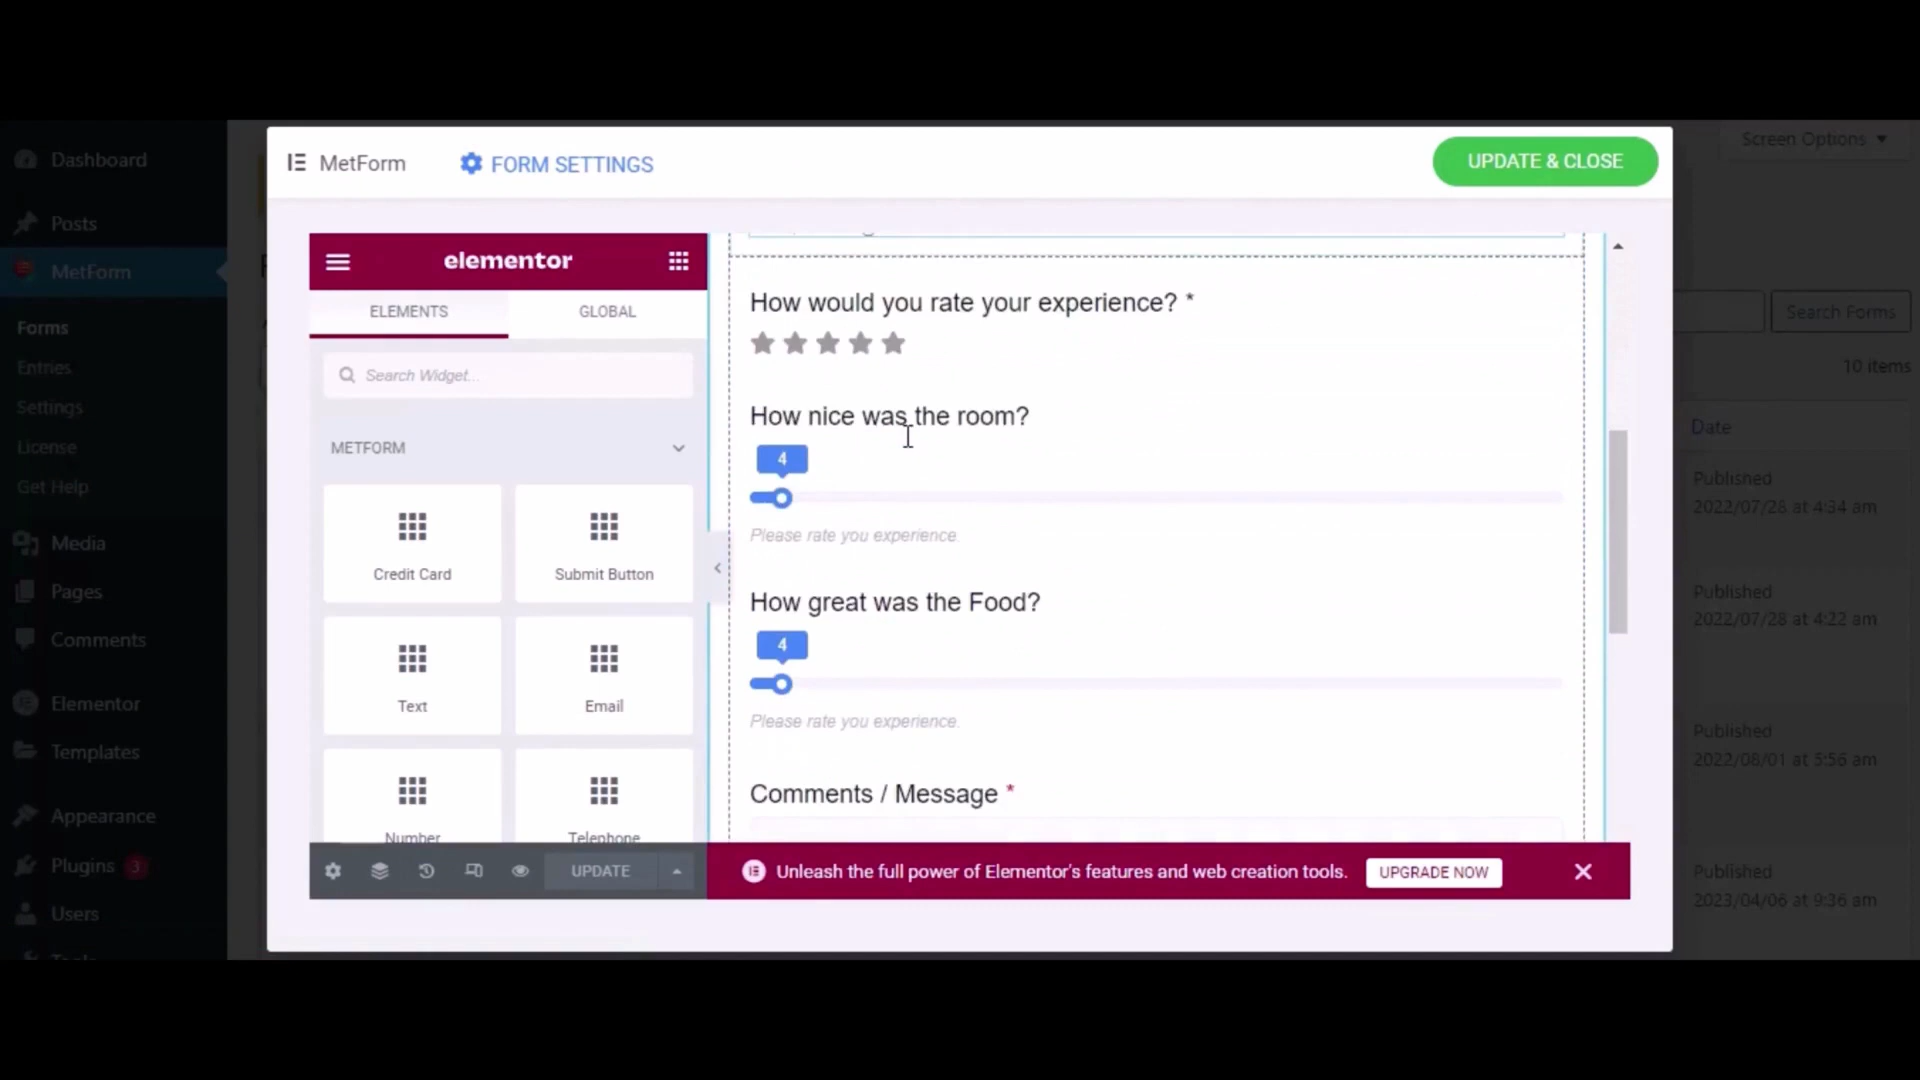 Dashboard
Posts
MetForm
Forms
Entries
Settings
License
Get Help
Media
Pages
Comments
Elementor
Templates
Appearance
Plugins 3
Users
MetForm
FORM SETTINGS
UPDATE & CLOSE
Screen Options
Search Forms
10 items
Date
Published
2022/07/28 at 4:34 am
Published
2022/07/28 at 4:22 am
Published
2022/08/01 at 5:56 am
Published
2023/04/06 at 9:36 am
elementor
ELEMENTS
GLOBAL
Search Widget...
METFORM
Credit Card
Submit Button
Text
Email
Number
Telephone
UPDATE
How would you rate your experience? *
How nice was the room?
4
Please rate you experience.
How great was the Food?
4
Please rate you experience.
Comments / Message *
Unleash the full power of Elementor's features and web creation tools.
UPGRADE NOW